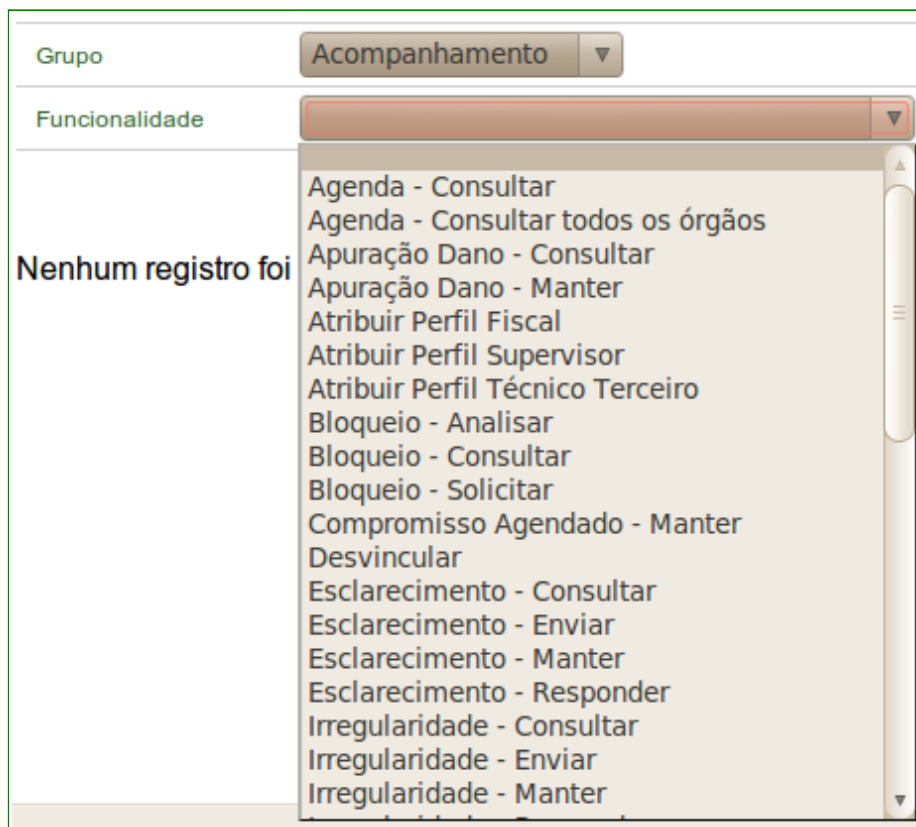 Grupo
Acompanhamento
Funcionalidade
Agenda - Consultar
Agenda - Consultar todos os órgãos
Apuração Dano - Consultar
Nenhum registro foi
Apuração Dano - Manter
Atribuir Perfil Fiscal
Atribuir Perfil Supervisor
Atribuir Perfil Técnico Terceiro
Bloqueio - Analisar
Bloqueio - Consultar
Bloqueio - Solicitar
Compromisso Agendado - Manter
Desvincular
Esclarecimento - Consultar
Esclarecimento - Enviar
Esclarecimento - Manter
Esclarecimento - Responder
Irregularidade - Consultar
Irregularidade - Enviar
Irregularidade - Manter